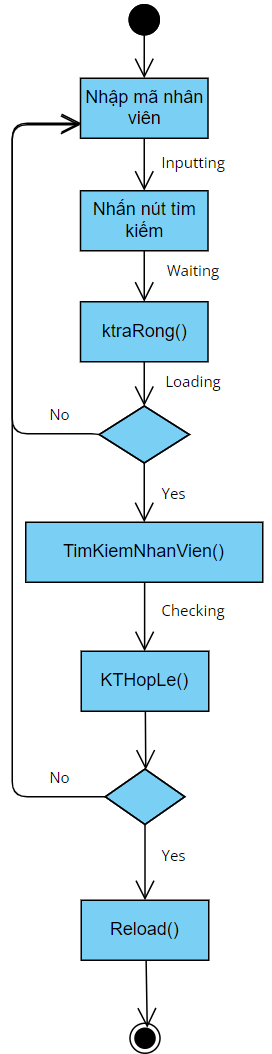 Nhập mã nhân
viên
Inputting
Nhấn nút tìm
kiếm
Waiting
ktraRong()
Loading
No
Yes
TimKiemNhanVien()
Checking
KTHopLe()
No
Yes
Reload()